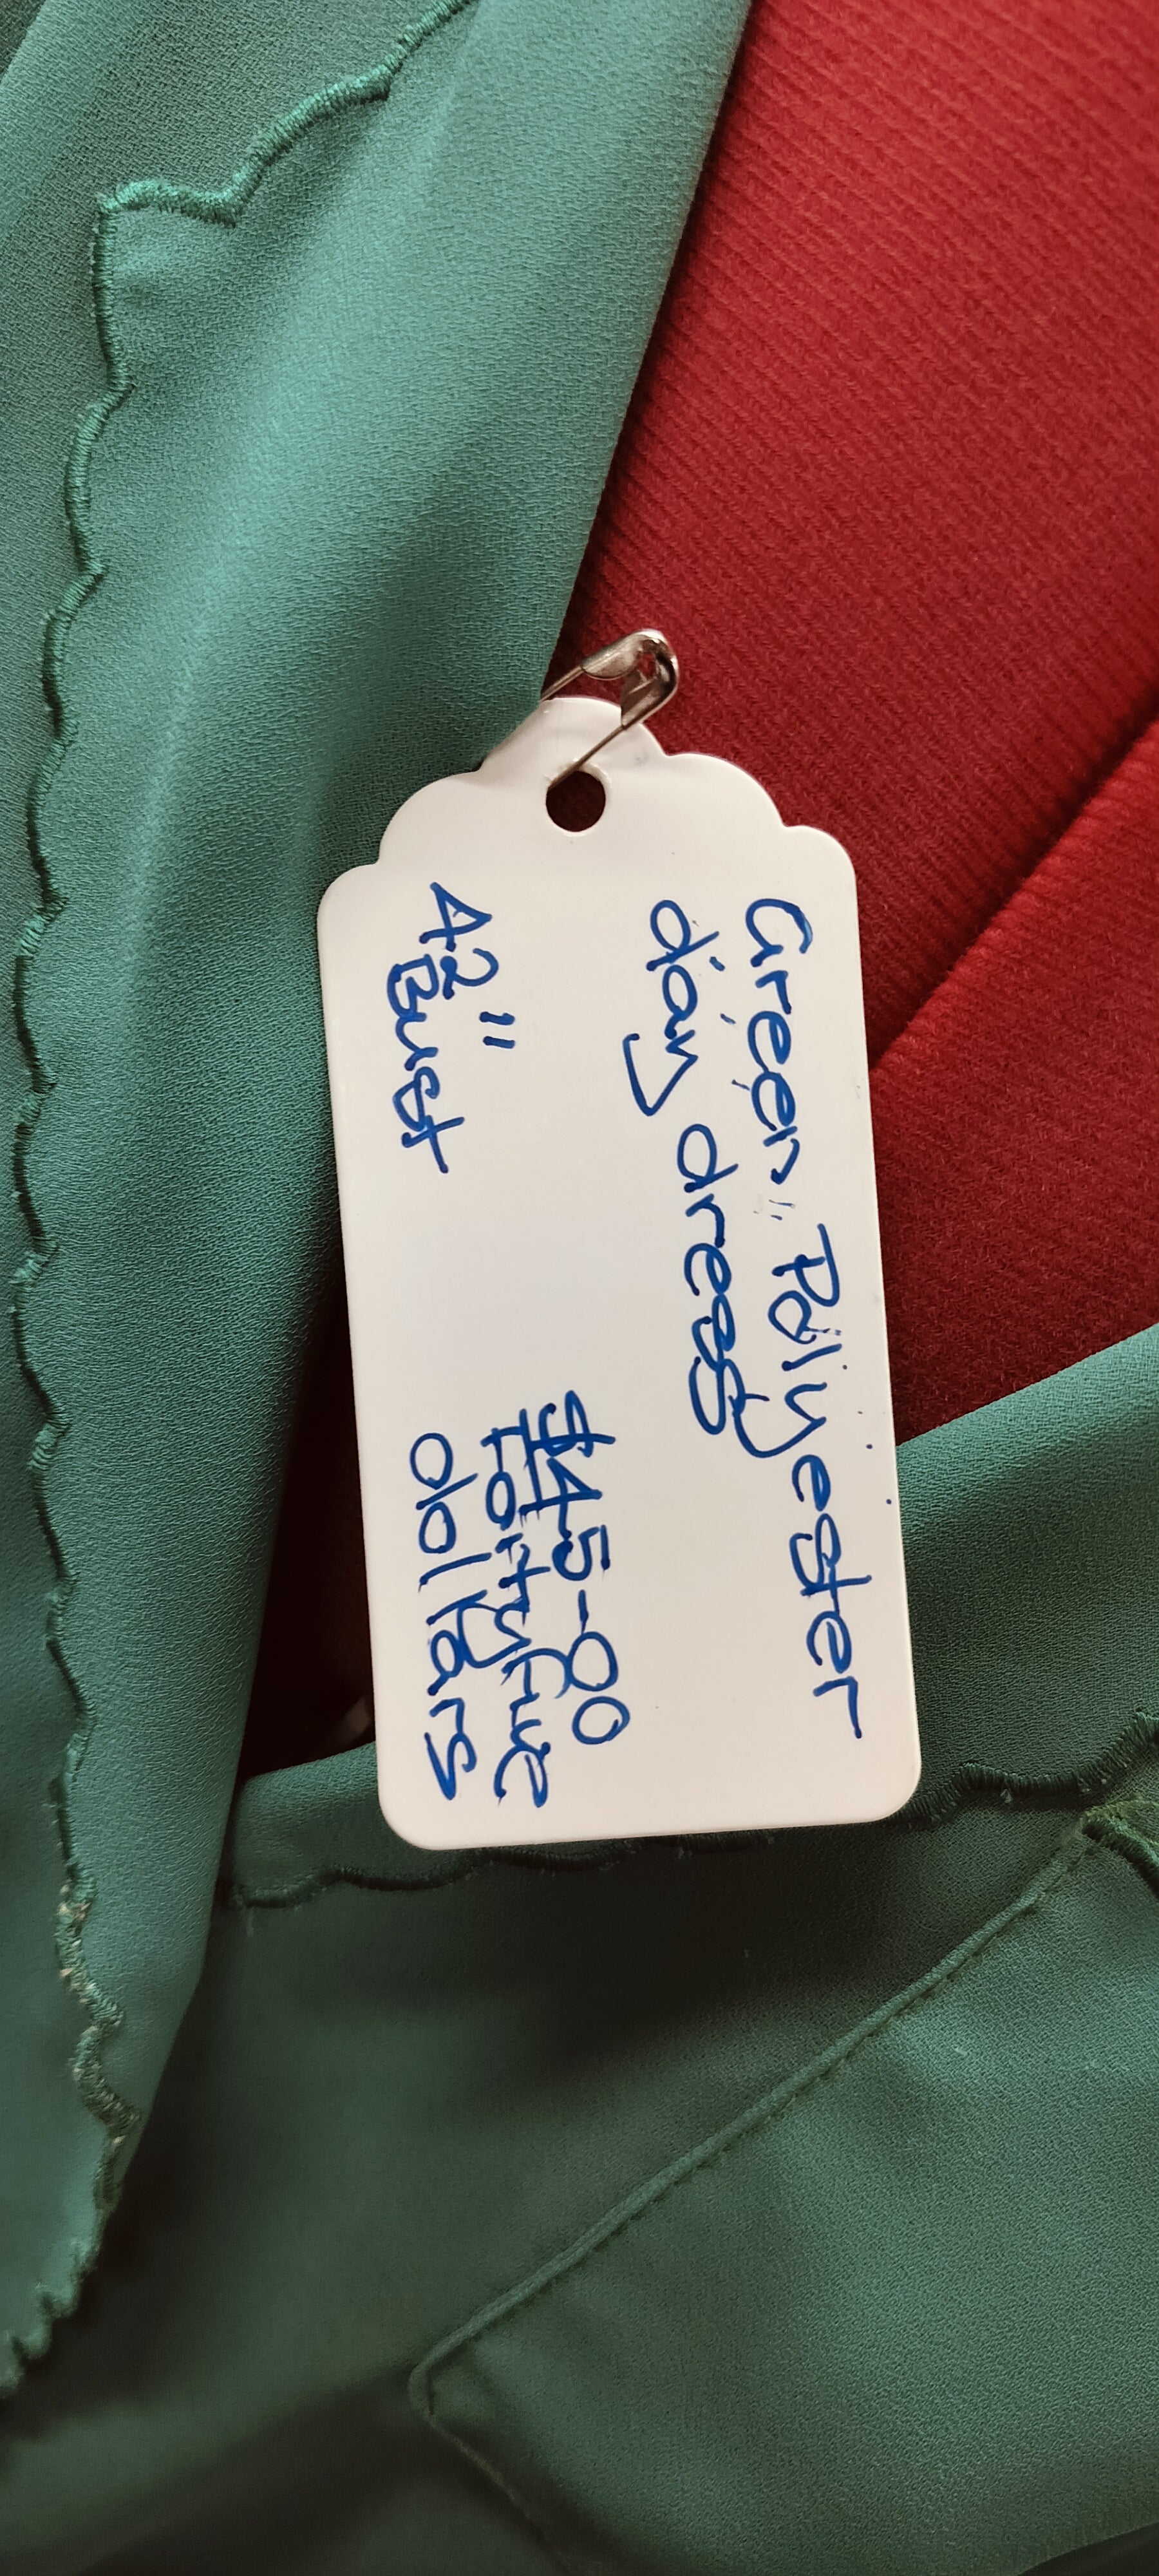 Green Polyester
day dress
$45-00
Fortyfive
dollars
42"
Bust